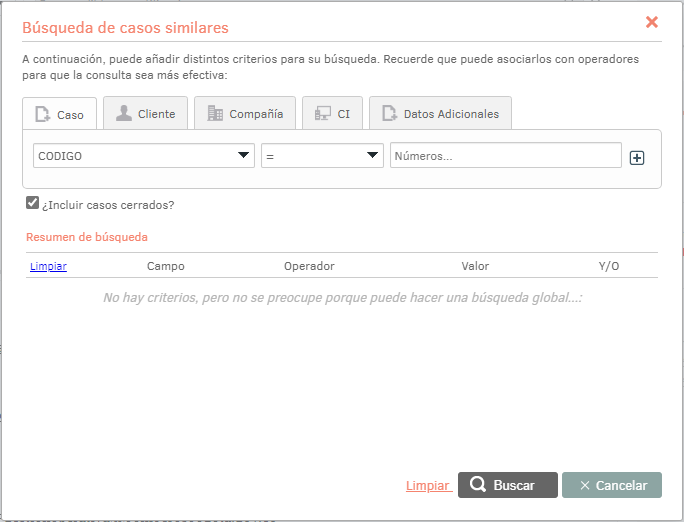 Búsqueda de casos similares
A continuación, puede añadir distintos criterios para su búsqueda. Recuerde que puede asociarlos con operadores
para que la consulta sea más efectiva:
Caso Cliente Compañía CI Datos Adicionales
CODIGO = Números...
¿Incluir casos cerrados?
Resumen de búsqueda
Limpiar Campo Operador Valor Y/O
No hay criterios, pero no se preocupe porque puede hacer una búsqueda global...:
Limpiar Buscar Cancelar